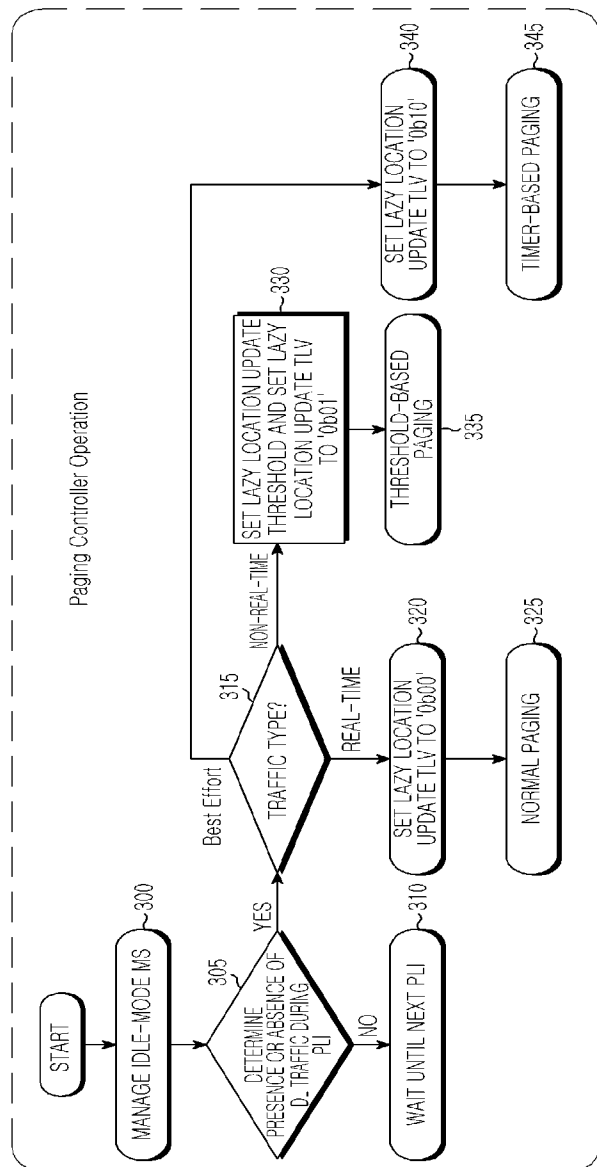 Paging Controller Operation
START
MANAGE IDLE-MODE MS
300
DETERMINE
PRESENCE OR ABSENCE OF
D_ TRAFFIC DURING
PLI
305
YES
NO
WAIT UNTIL NEXT PLI
310
TRAFFIC TYPE?
315
Best Effort
NON-REAL-TIME
REAL-TIME
SET LAZY LOCATION
UPDATE TLV TO '0b00'
320
NORMAL PAGING
325
SET LAZY LOCATION UPDATE
THRESHOLD AND SET LAZY
LOCATION UPDATE TLV
TO '0b01'
330
THRESHOLD-BASED
PAGING
335
SET LAZY LOCATION
UPDATE TLV TO '0b10'
340
TIMER-BASED PAGING
345